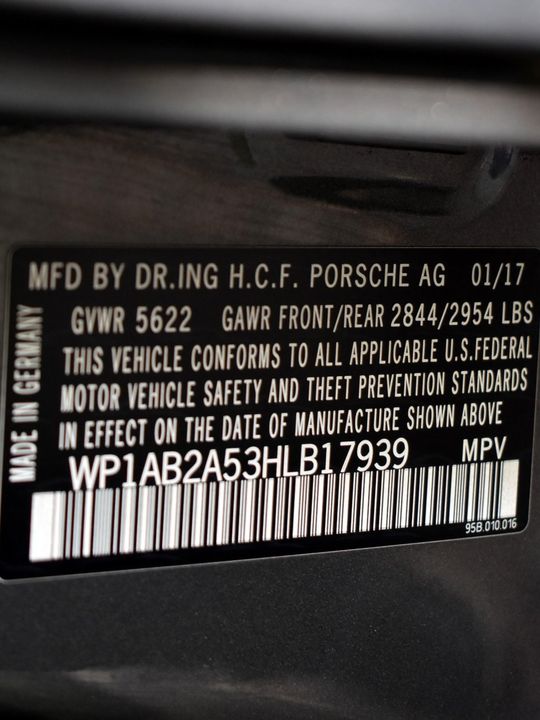 MFD BY DR.ING H.C.F. PORSCHE AG 01/17
GVWR 5622 GAWR FRONT/REAR 2844/2954 LBS
THIS VEHICLE CONFORMS TO ALL APPLICABLE U.S.FEDERAL
MOTOR VEHICLE SAFETY AND THEFT PREVENTION STANDARDS
IN EFFECT ON THE DATE OF MANUFACTURE SHOWN ABOVE
WP1AB2A53HLB17939 MPV
95B.010.016
MADE IN GERMANY